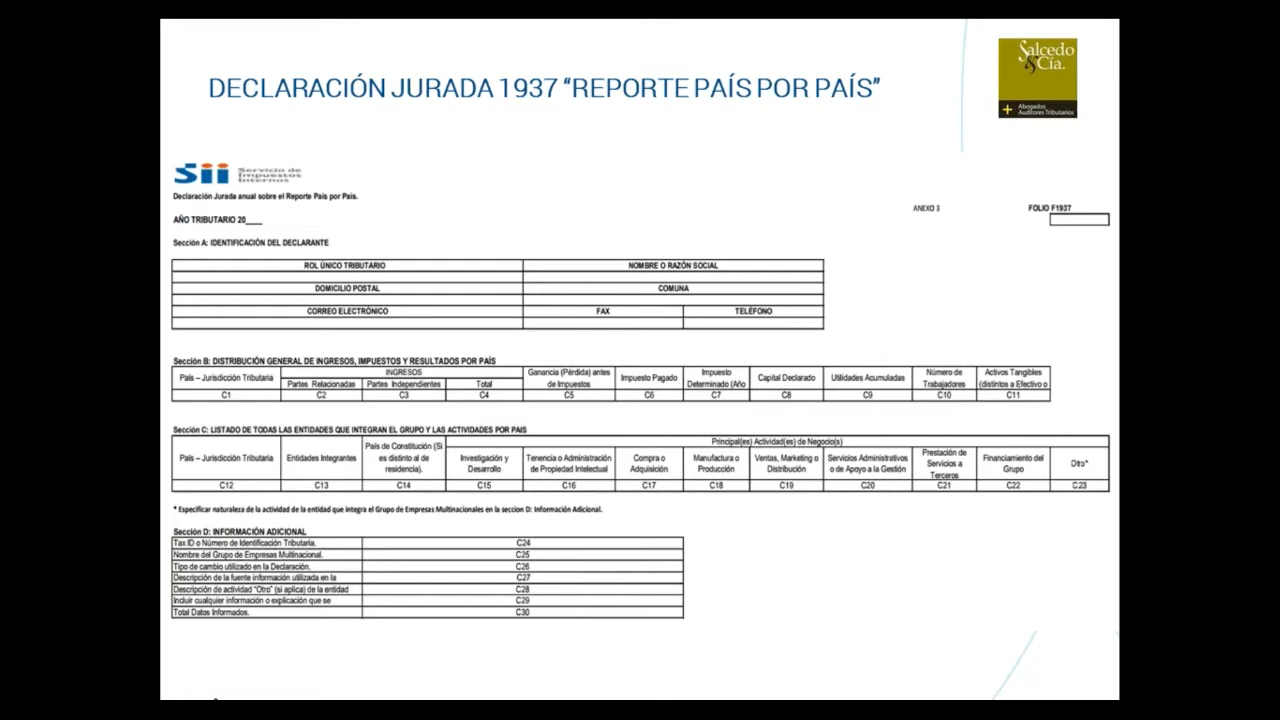 Salcedo
&Cía.
Abogados
Auditores Tributarios
DECLARACIÓN JURADA 1937 “REPORTE PAÍS POR PAÍS”
Sii Servicio de
Impuestos
Internos
Declaración Jurada anual sobre el Reporte País por País.
ANEXO 3 FOLIO F1937
AÑO TRIBUTARIO 20____
Sección A: IDENTIFICACIÓN DEL DECLARANTE
ROL ÚNICO TRIBUTARIO NOMBRE O RAZÓN SOCIAL
DOMICILIO POSTAL COMUNA
CORREO ELECTRÓNICO FAX TELÉFONO
Sección B: DISTRIBUCIÓN GENERAL DE INGRESOS, IMPUESTOS Y RESULTADOS POR PAÍS
País – Jurisdicción Tributaria
INGRESOS
Partes Relacionadas Partes Independientes Total
Ganancia (Pérdida) antes
de Impuestos
Impuesto Pagado
Impuesto
Determinado (Año
Capital Declarado
Utilidades Acumuladas
Número de
Trabajadores
Activos Tangibles
(distintos a Efectivo o
C1 C2 C3 C4 C5 C6 C7 C8 C9 C10 C11
Sección C: LISTADO DE TODAS LAS ENTIDADES QUE INTEGRAN EL GRUPO Y LAS ACTIVIDADES POR PAIS
País – Jurisdicción Tributaria
Entidades Integrantes
País de Constitución (Si
es distinto al de
residencia).
Principal(es) Actividad(es) de Negocio(s)
Investigación y
Desarrollo
Tenencia o Administración
de Propiedad Intelectual
Compra o
Adquisición
Manufactura o
Producción
Ventas, Marketing o
Distribución
Servicios Administrativos
o de Apoyo a la Gestión
Prestación de
Servicios a
Terceros
Financiamiento del
Grupo
Otro*
C12 C13 C14 C15 C16 C17 C18 C19 C20 C21 C22 C23
* Especificar naturaleza de la actividad de la entidad que integra el Grupo de Empresas Multinacionales en la seccion D: Información Adicional.
Sección D: INFORMACIÓN ADICIONAL
Tax ID o Número de Identificación Tributaria. C24
Nombre del Grupo de Empresas Multinacional. C25
Tipo de cambio utilizado en la Declaración. C26
Descripción de la fuente información utilizada en la C27
Descripción de actividad “Otro” (si aplica) de la entidad C28
Incluir cualquier información o explicación que se C29
Total Datos Informados. C30